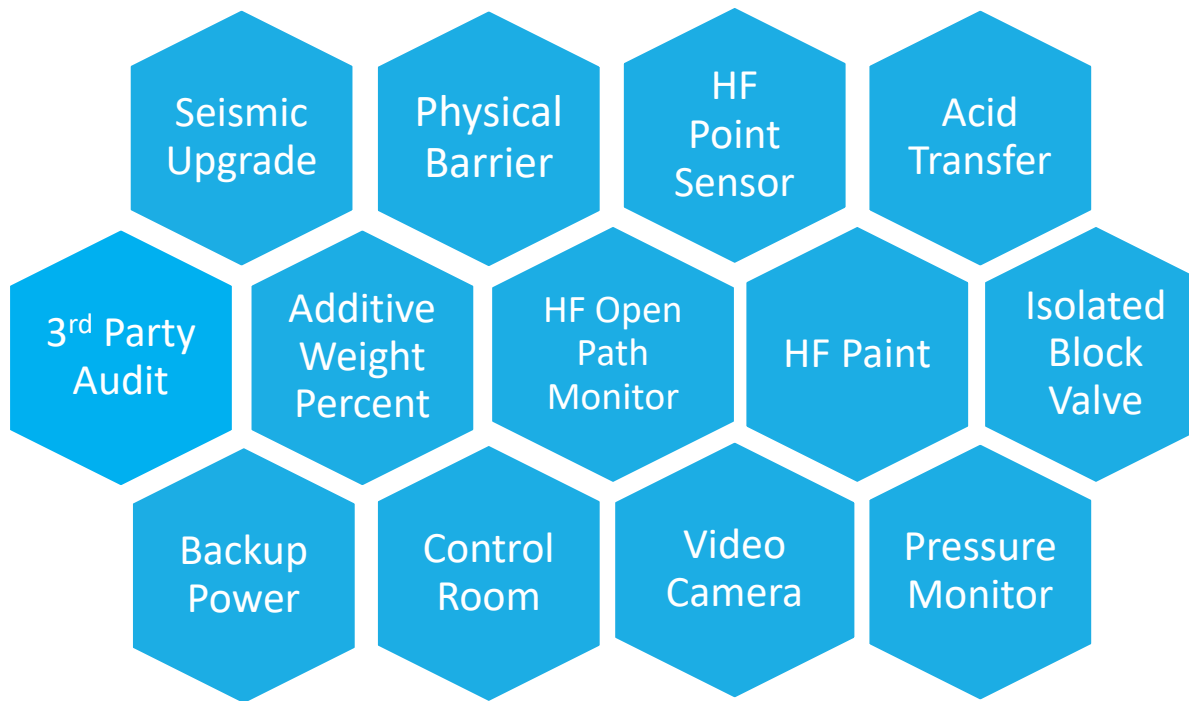 Seismic
Upgrade
Physical
Barrier
HF
Point
Sensor
Acid
Transfer
3rd Party
Audit
Additive
Weight
Percent
HF Open
Path
Monitor
HF Paint
Isolated
Block
Valve
Backup
Power
Control
Room
Video
Camera
Pressure
Monitor